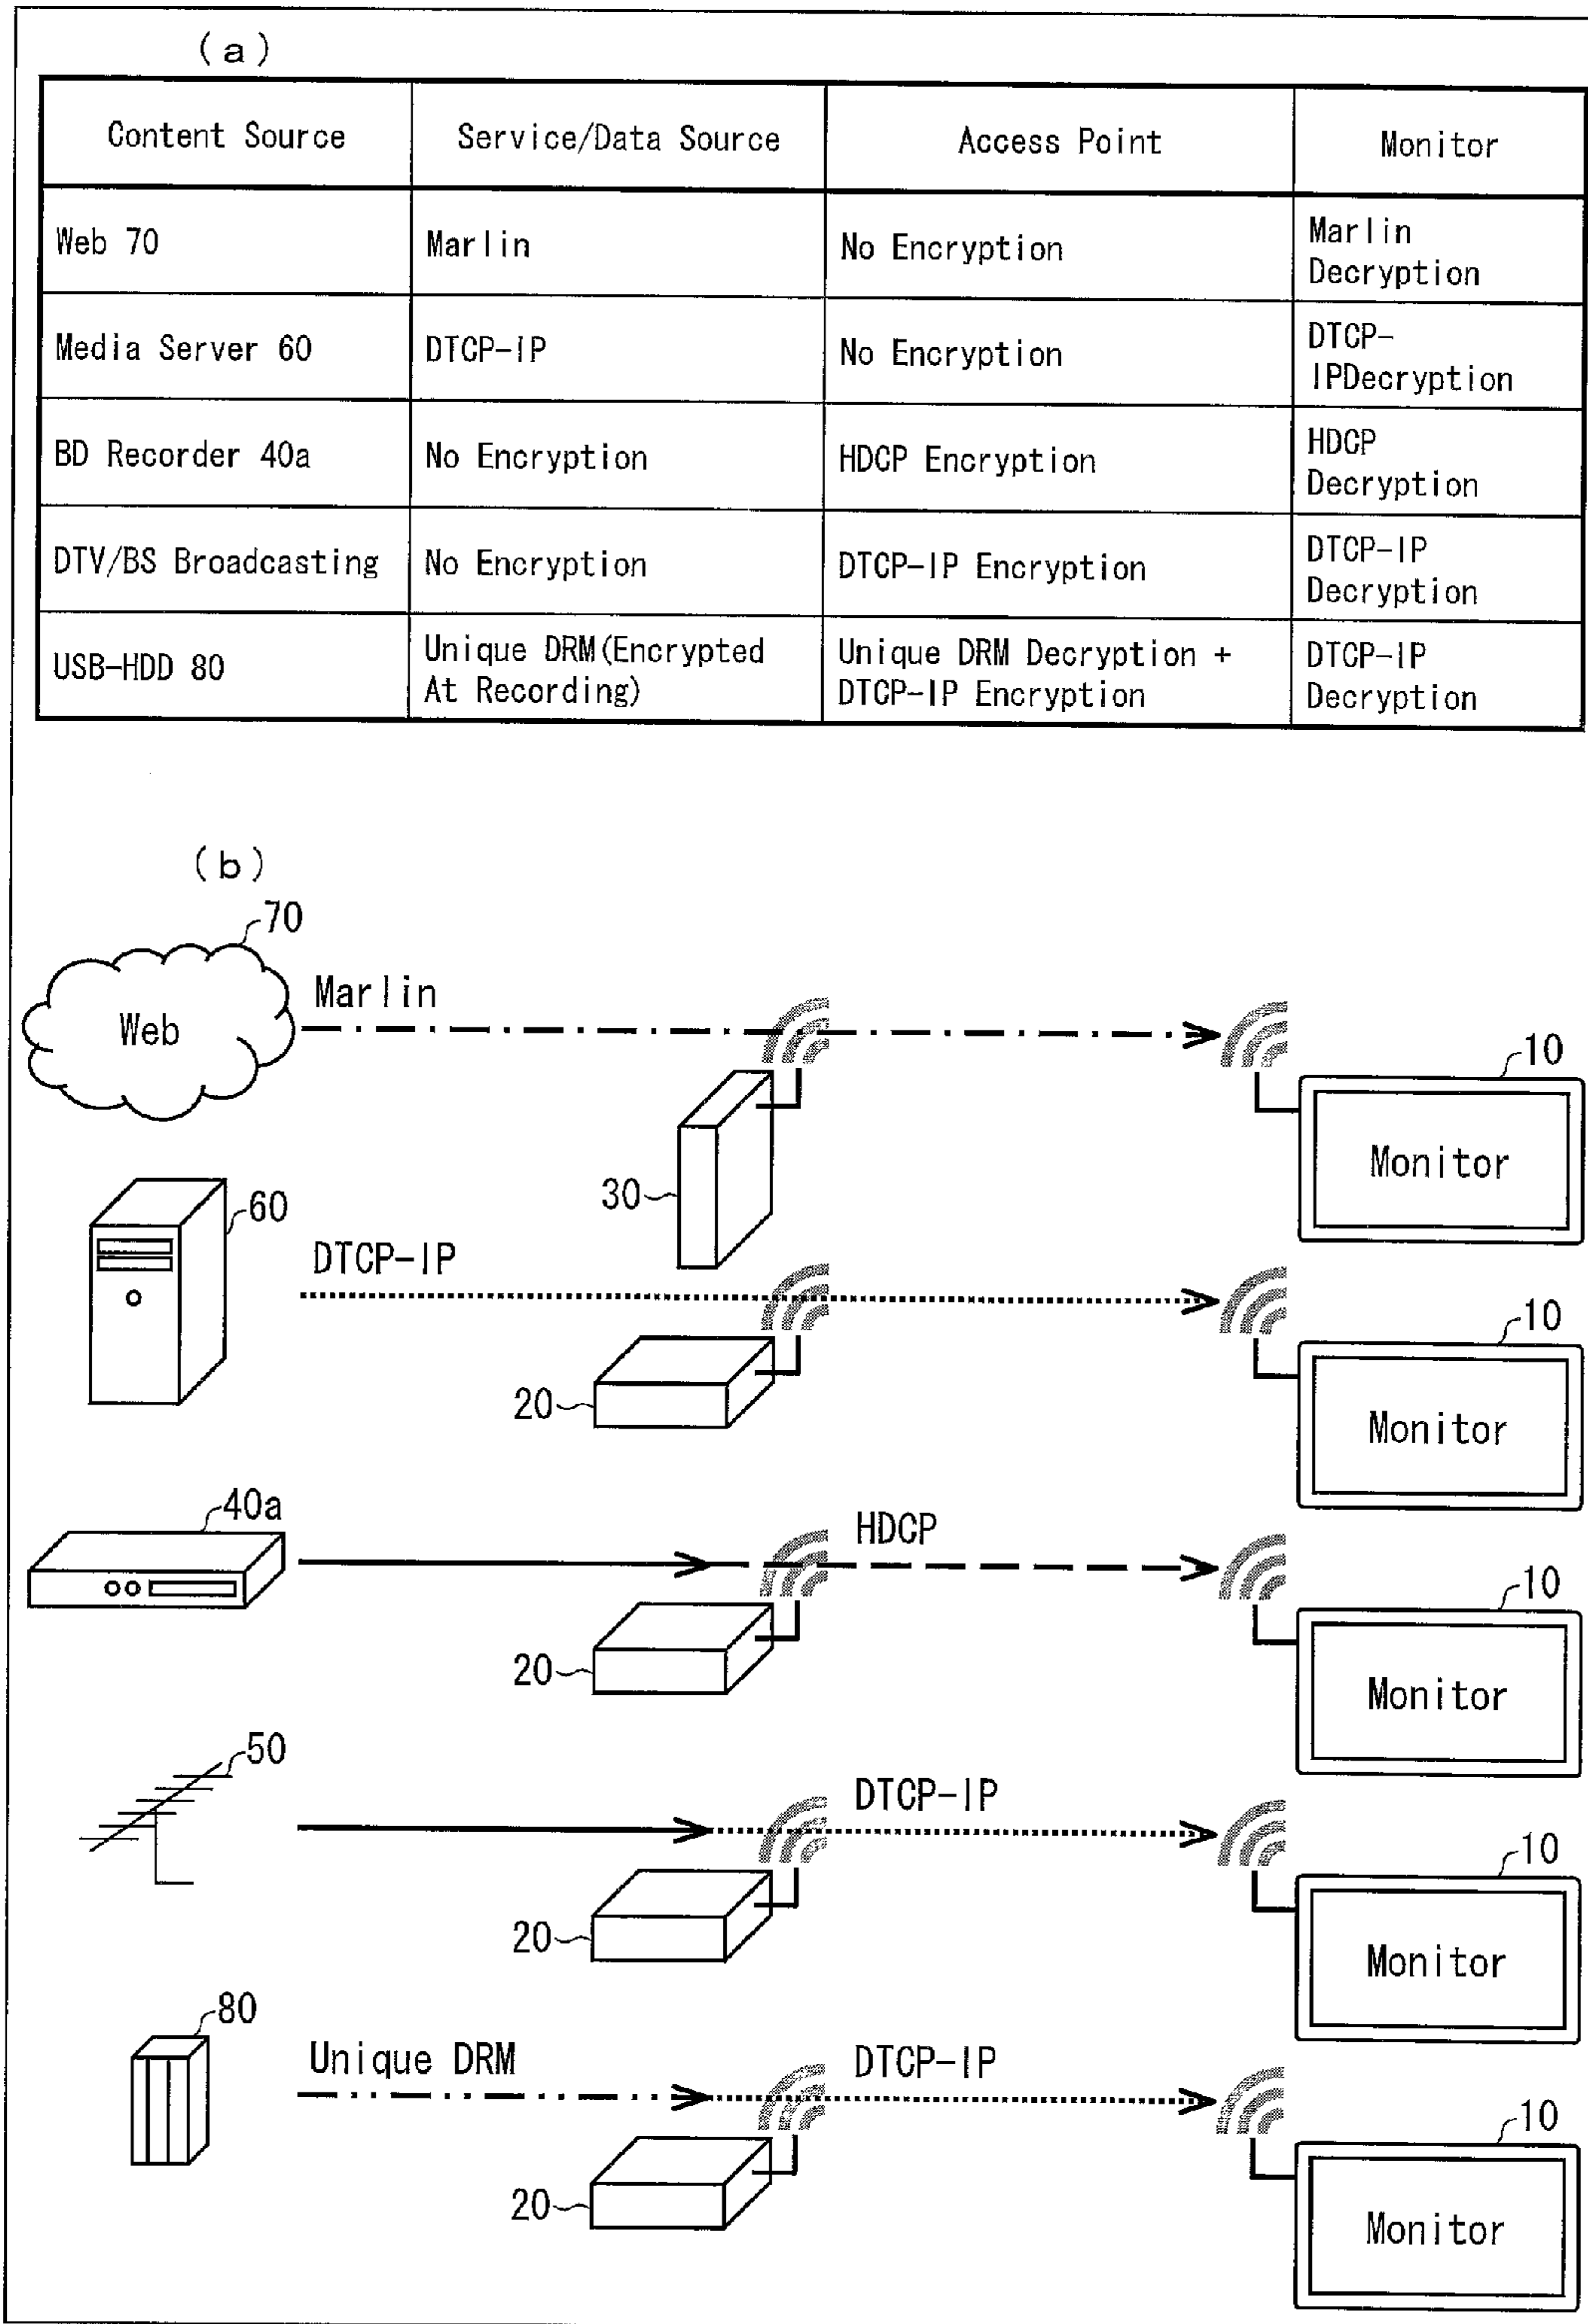 (a)
Content Source Service/Data Source Access Point Monitor
Web 70 Marlin No Encryption Marlin
Decryption
Media Server 60 DTCP-IP No Encryption DTCP-
IPDecryption
BD Recorder 40a No Encryption HDCP Encryption HDCP
Decryption
DTV/BS Broadcasting No Encryption DTCP-IP Encryption DTCP-IP
Decryption
USB-HDD 80 Unique DRM(Encrypted Unique DRM Decryption + DTCP-IP
At Recording) DTCP-IP Encryption Decryption
(b)
70
Marlin
Web
10
Monitor
30
60
DTCP-IP
10
20
Monitor
40a
HDCP
10
20
Monitor
50
DTCP-IP
10
20
Monitor
80
Unique DRM DTCP-IP
10
20
Monitor